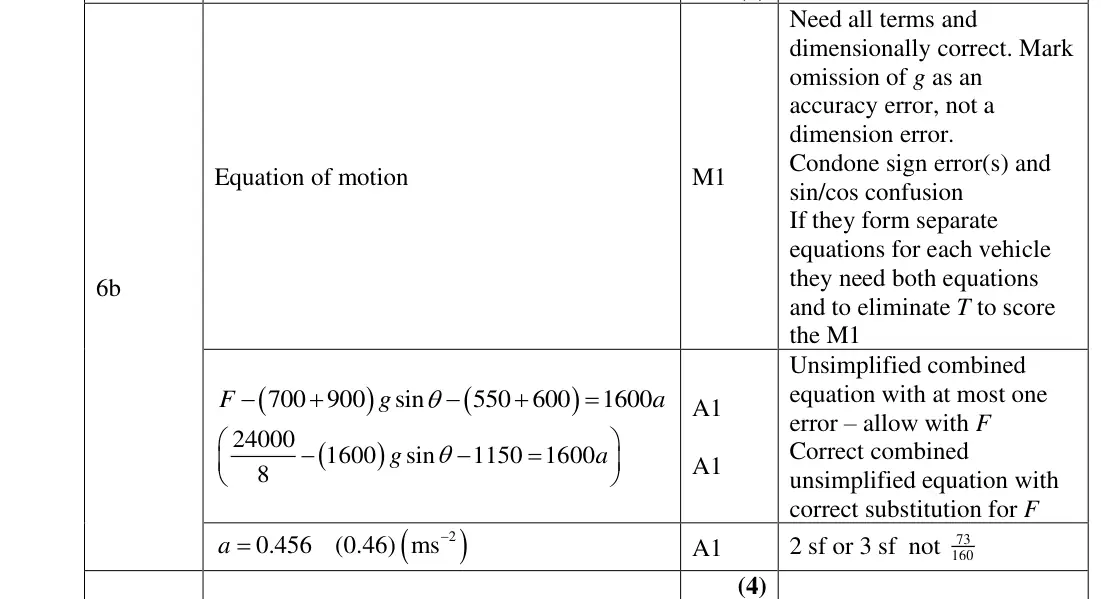 Need all terms and
dimensionally correct. Mark
omission of g as an
accuracy error, not a
dimension error.
Equation of motion
M1
Condone sign error(s) and
sin/cos confusion
If they form separate
equations for each vehicle
they need both equations
and to eliminate T to score
the M1
6b
F − (700 + 900) g sin θ − (550 + 600) = 1600a
(24000/8 − (1600) g sin θ − 1150 = 1600a)
A1
A1
Unsimplified combined
equation with at most one
error – allow with F
Correct combined
unsimplified equation with
correct substitution for F
a = 0.456 (0.46) (ms⁻²)
A1
2 sf or 3 sf not 73/160
(4)